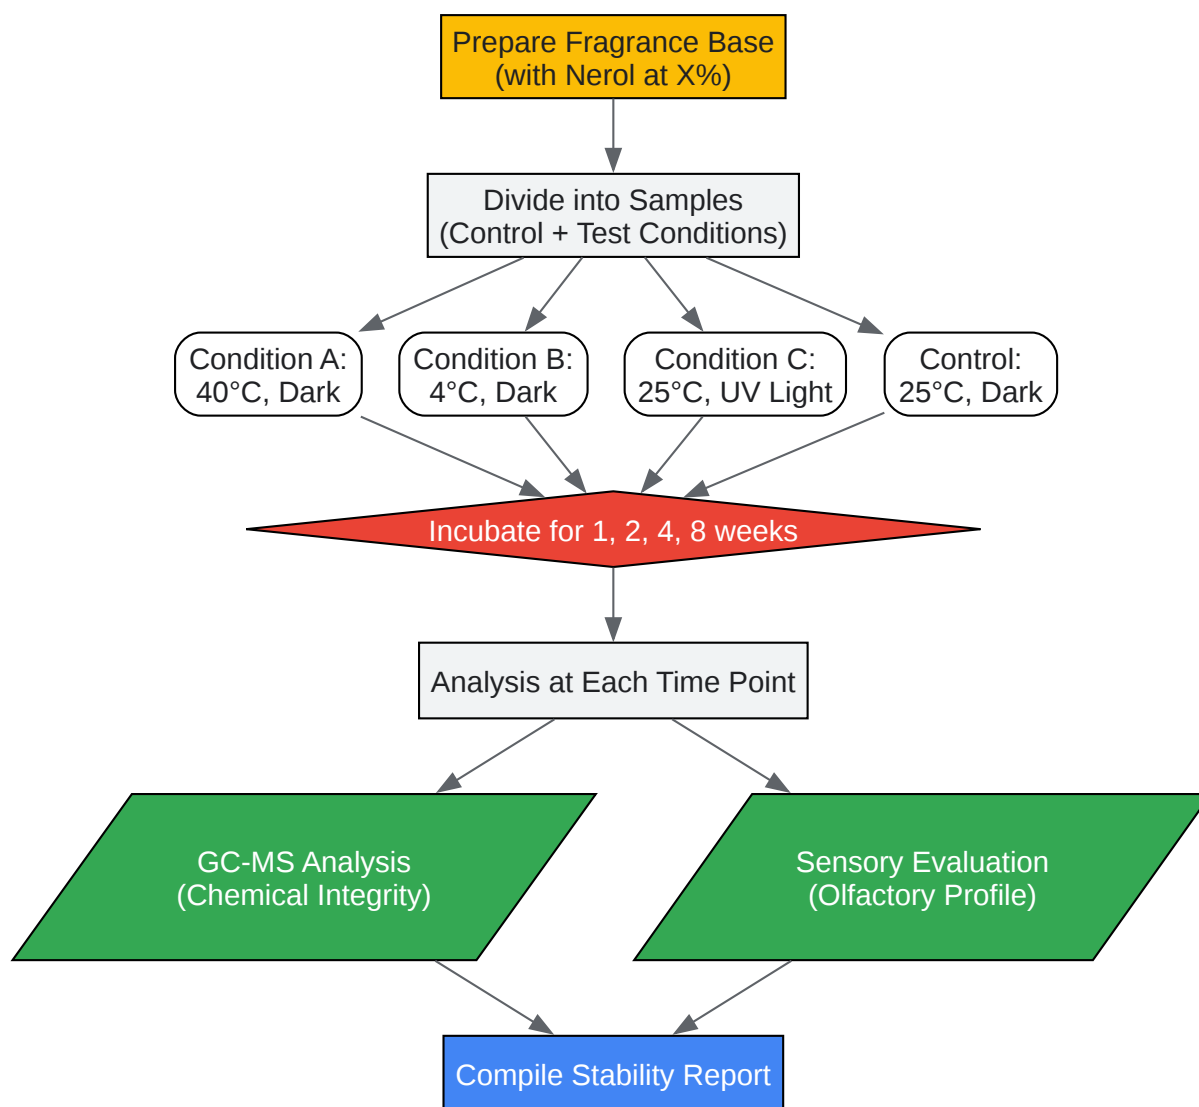 Prepare Fragrance Base
(with Nerol at X%)
Divide into Samples
(Control + Test Conditions)
Condition A:
40°C, Dark
Condition B:
4°C, Dark
Condition C:
25°C, UV Light
Control:
25°C, Dark
Incubate for 1, 2, 4, 8 weeks
Analysis at Each Time Point
GC-MS Analysis
(Chemical Integrity)
Sensory Evaluation
(Olfactory Profile)
Compile Stability Report